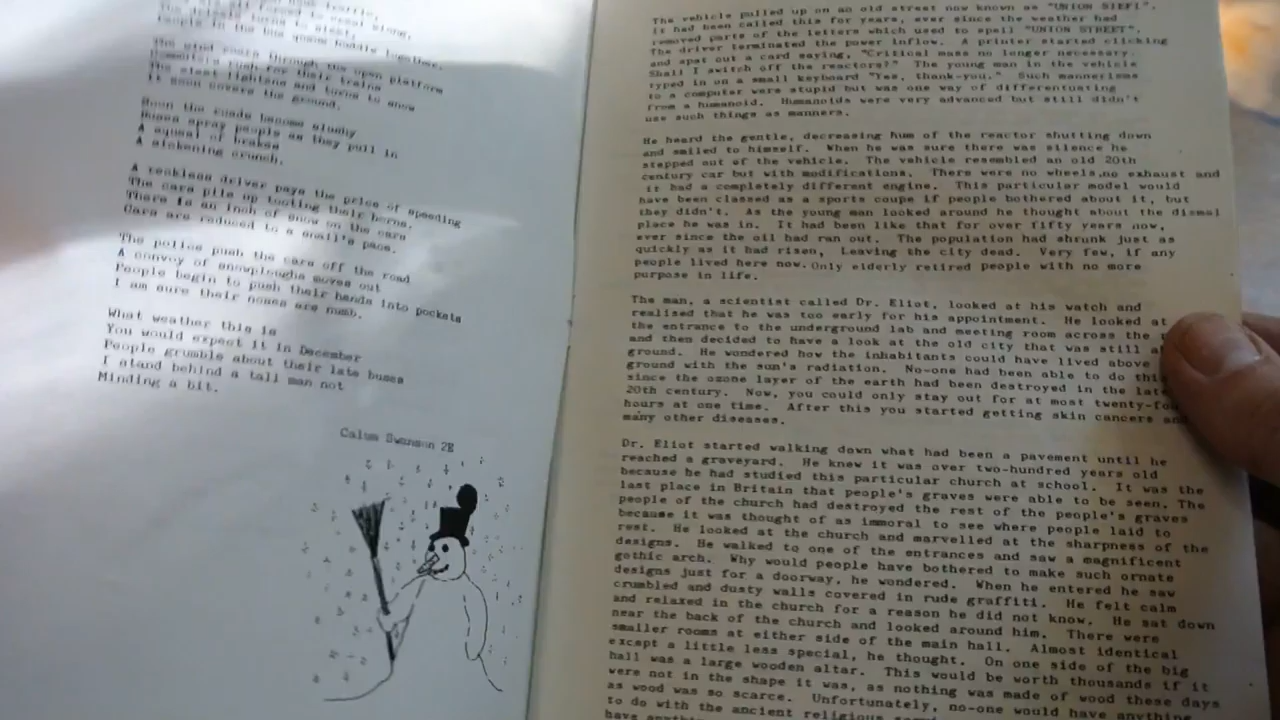 The wind roars through the open platform
Commuters rush for their trains
The sleet lightens and turns to snow
It soon covers the ground.
Soon the roads become slushy
Buses spray people as they pull in
A squeal of brakes
A sickening crunch.
A reckless driver pays the price of speeding
The cars pile up tooting their horns.
There is an inch of snow on the cars
Cars are reduced to a snail's pace.
The police push the cars off the road
A convoy of snowploughs moves out
People begin to push their hands into pockets
I am sure their noses are numb.
What weather this is
You would expect it in December
People grumble about their late buses
I stand behind a tall man not
Minding a bit.
Calum Swanson 2E
The vehicle pulled up on an old street now known as "UNION STEFI".
It had been called this for years, ever since the weather had
removed parts of the letters which used to spell "UNION STREET".
The driver terminated the power inflow. A printer started clicking
and spat out a card saying, "Critical mass no longer necessary.
Shall I switch off the reactors?" The young man in the vehicle
typed in on a small keyboard "Yes, thank-you." Such mannerisms
to a computer were stupid but was one way of differentiating
from a humanoid. Humanoids were very advanced but still didn't
use such things as manners.
He heard the gentle, decreasing hum of the reactor shutting down
and smiled to himself. When he was sure there was silence he
stepped out of the vehicle. The vehicle resembled an old 20th
century car but with modifications. There were no wheels,no exhaust and
it had a completely different engine. This particular model would
have been classed as a sports coupe if people bothered about it, but
they didn't. As the young man looked around he thought about the dismal
place he was in. It had been like that for over fifty years now,
ever since the oil had run out. The population had shrunk just as
quickly as it had risen, leaving the city dead. Very few, if any
people lived here now. Only elderly retired people with no more
purpose in life.
The man, a scientist called Dr. Eliot, looked at his watch and
realised that he was too early for his appointment. He looked at
the entrance to the underground lab and meeting room across the
and then decided to have a look at the old city that was still
ground. He wondered how the inhabitants could have lived above
ground with the sun's radiation. No-one had been able to do this
since the ozone layer of the earth had been destroyed in the late
20th century. Now, you could only stay out for at most
hours at one time. After this you started getting skin cancers and
many other diseases.
Dr. Eliot started walking down what had been a pavement until he
reached a graveyard. He knew it was over two-hundred years old
because he had studied this particular church at school. It was the
last place in Britain that people's graves were able to be seen. The
people of the church had destroyed the rest of the people's graves
because it was thought of as immoral to see where people laid to
rest. He looked at the church and marvelled at the sharpness of the
designs. He walked to one of the entrances and saw a magnificent
gothic arch. Why would people have bothered to make such ornate
designs just for a doorway, he wondered. When he entered he saw
crumbled and dusty walls covered in rude graffiti. He felt calm
and relaxed in the church for a reason he did not know. He sat down
near the back of the church and looked around him. There were
smaller rooms at either side of the main hall. Almost identical
except a little less special, he thought. On one side of the big
hall was a large wooden altar. This would be worth thousands if it
were not in the shape it was, as nothing was made of wood these days
as wood was so scarce. Unfortunately, no-one would have anything
to do with the ancient religious